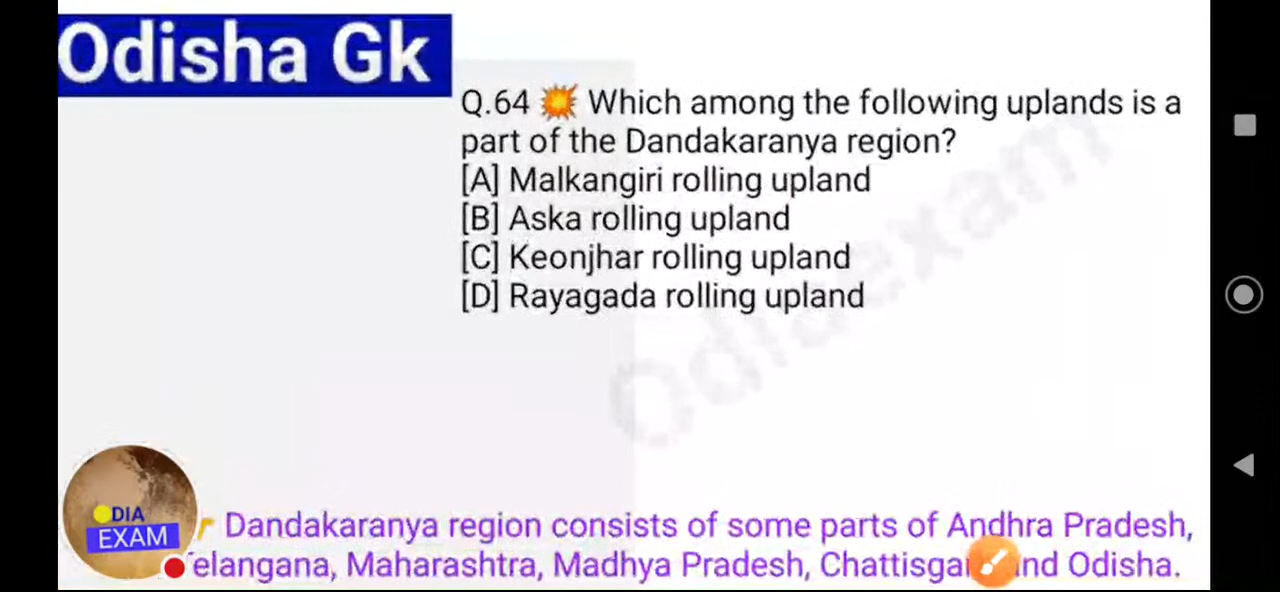 Odisha Gk
Q.64 💥 Which among the following uplands is a
part of the Dandakaranya region?
[A] Malkangiri rolling upland
[B] Aska rolling upland
[C] Keonjhar rolling upland
[D] Rayagada rolling upland
Odiaexam
DIA
EXAM
Dandakaranya region consists of some parts of Andhra Pradesh,
elangana, Maharashtra, Madhya Pradesh, Chattisga nd Odisha.